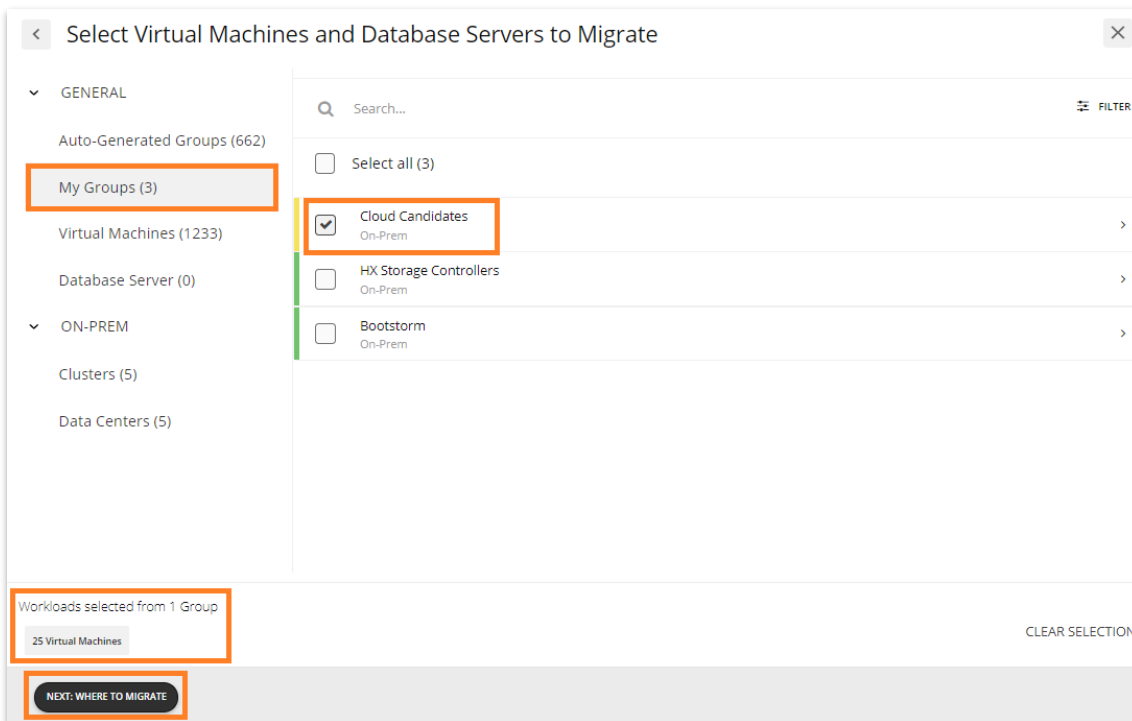 Select Virtual Machines and Database Servers to Migrate
GENERAL
Auto-Generated Groups (662)
My Groups (3)
Virtual Machines (1233)
Database Server (0)
ON-PREM
Clusters (5)
Data Centers (5)
Search...
FILTER
Select all (3)
Cloud Candidates
On-Prem
HX Storage Controllers
On-Prem
Bootstorm
On-Prem
Workloads selected from 1 Group
25 Virtual Machines
CLEAR SELECTION
NEXT: WHERE TO MIGRATE